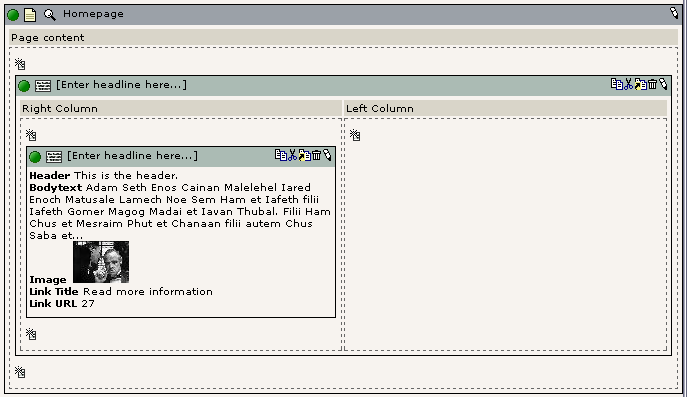 Homepage
Page content
[Enter headline here...]
Right Column
Left Column
[Enter headline here...]
Header This is the header.
Bodytext Adam Seth Enos Cainan Malelehel Iared
Enoch Matusale Lamech Noe Sem Ham et Iafeth filii
Iafeth Gomer Magog Madai et Iavan Thubal. Filii Ham
Chus et Mesraim Phut et Chanaan filii autem Chus
Saba et...
Image
Link Title Read more information
Link URL 27